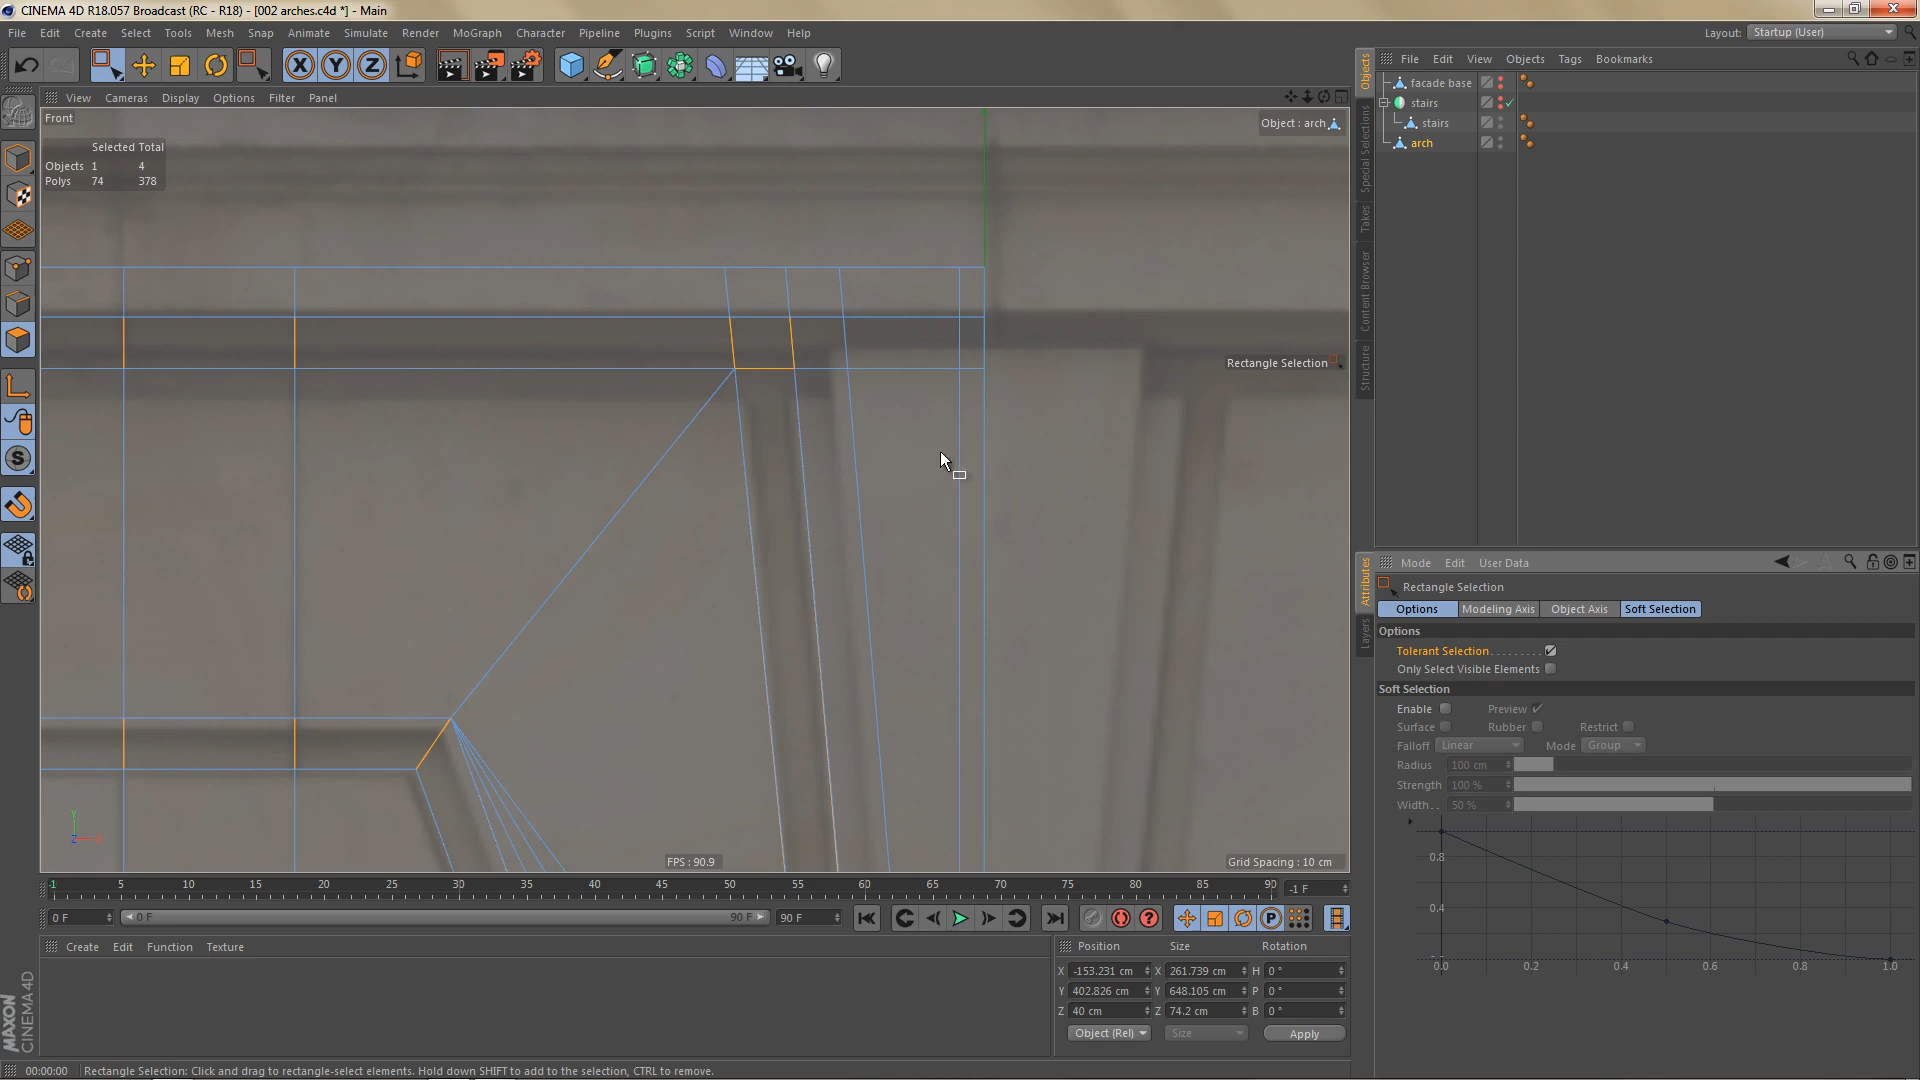 CINEMA 4D R18.057 Broadcast (RC - R18) - [002 arches.c4d *] - Main
File Edit Create Select Tools Mesh Snap Animate Simulate Render Character MoGraph Pipeline Plugins Script Window Help
Layout: Startup (User)
View Cameras Display Options Filter Panel
Front
Object : arch
Selected Total
Objects 1 4
Polys 74 378
Rectangle Selection
FPS : 90.9
Grid Spacing : 10 cm
Y
Z
-1 5 10 15 20 25 30 35 40 45 50 55 60 65 70 75 80 85 90 -1 F
0 F 0 F 90 F 90 F
Create Edit Function Texture
Position Size Rotation
X -153.231 cm X 261.739 cm H 0 °
Y 402.826 cm Y 648.105 cm P 0 °
Z 40 cm Z 74.2 cm B 0 °
Object (Rel) Size Apply
MAXON
CINEMA 4D
00:00:00 Rectangle Selection: Click and drag to rectangle-select elements. Hold down SHIFT to add to the selection, CTRL to remove.
Objects
Special Selections
Takes
Content Browser
Structure
File Edit View Objects Tags Bookmarks
facade base
stairs
stairs
arch
Attributes
Layers
Mode Edit User Data
Rectangle Selection
Options Modeling Axis Object Axis Soft Selection
Options
Tolerant Selection
Only Select Visible Elements
Soft Selection
Enable Preview
Surface Rubber Restrict
Falloff Linear Mode Group
Radius 100 cm
Strength 100 %
Width 50 %
0.8
0.4
0.0 0.2 0.4 0.6 0.8 1.0